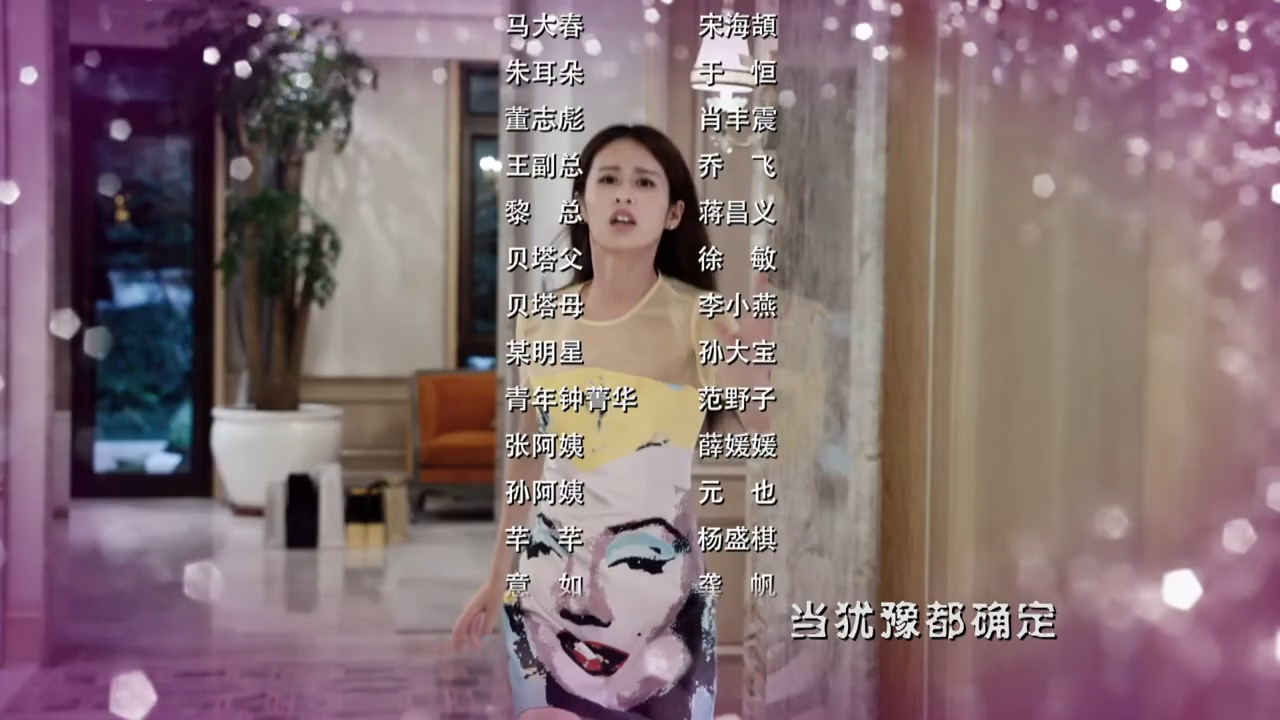 马大春 宋海颉
朱耳朵 于 恒
董志彪 肖丰震
王副总 乔 飞
黎 总 蒋昌义
贝塔父 徐 敏
贝塔母 李小燕
某明星 孙大宝
青年钟菁华 范野子
张阿姨 薛媛媛
孙阿姨 元 也
芊 芊 杨盛棋
意 如 龚 帆
当犹豫都确定